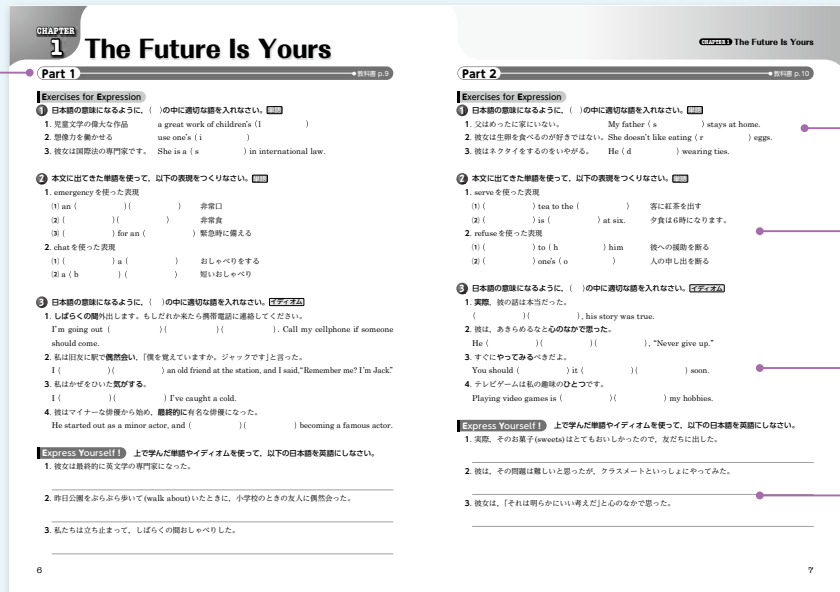 CHAPTER
1
The Future Is Yours
CHAPTER 1 The Future Is Yours
Part 1
教科書 p.9
Exercises for Expression
1 日本語の意味になるように，（　）の中に適切な語を入れなさい。単語
1. 児童文学の偉大な作品　a great work of children's（l　　　）
2. 想像力を働かせる　use one's（i　　　）
3. 彼女は国際法の専門家です。　She is a（s　　　）in international law.
2 本文に出てきた単語を使って，以下の表現をつくりなさい。単語
1. emergencyを使った表現
(1) an（　　　）（　　　）　非常口
(2)（　　　）（　　　）　非常食
(3)（　　　）for an（　　　）緊急時に備える
2. chatを使った表現
(1)（　　　）a（　　　）　おしゃべりをする
(2) a（b　　　）（　　　）　短いおしゃべり
3 日本語の意味になるように，（　）の中に適切な語を入れなさい。イディオム
1. しばらくの間外出します。もしだれか来たら携帯電話に連絡してください。
I'm going out（　　　）（　　　）（　　　）. Call my cellphone if someone
should come.
2. 私は旧友に駅で偶然会い，「僕を覚えていますか。ジャックです」と言った。
I（　　　）（　　　）an old friend at the station, and I said,“Remember me? I'm Jack.”
3. 私はかぜをひいた気がする。
I（　　　）（　　　）I've caught a cold.
4. 彼はマイナーな俳優から始め，最終的に有名な俳優になった。
He started out as a minor actor, and（　　　）（　　　）becoming a famous actor.
Express Yourself !　上で学んだ単語やイディオムを使って，以下の日本語を英語にしなさい。
1. 彼女は最終的に英文学の専門家になった。
2. 昨日公園をぶらぶら歩いて(walk about)いたときに，小学校のときの友人に偶然会った。
3. 私たちは立ち止まって，しばらくの間おしゃべりした。
6
Part 2
教科書 p.10
Exercises for Expression
1 日本語の意味になるように，（　）の中に適切な語を入れなさい。単語
1. 父はめったに家にいない。　My father（s　　　）stays at home.
2. 彼女は生卵を食べるのが好きではない。She doesn't like eating（r　　　）eggs.
3. 彼はネクタイをするのをいやがる。　He（d　　　）wearing ties.
2 本文に出てきた単語を使って，以下の表現をつくりなさい。単語
1. serveを使った表現
(1)（　　　）tea to the（　　　）　客に紅茶を出す
(2)（　　　）is（　　　）at six.　夕食は6時になります。
2. refuseを使った表現
(1)（　　　）to（h　　　）him　彼への援助を断る
(2)（　　　）one's（o　　　）　人の申し出を断る
3 日本語の意味になるように，（　）の中に適切な語を入れなさい。イディオム
1. 実際，彼の話は本当だった。
（　　　）（　　　）, his story was true.
2. 彼は，あきらめるなと心のなかで思った。
He（　　　）（　　　）（　　　）, “Never give up.”
3. すぐにやってみるべきだよ。
You should（　　　）it（　　　）（　　　）soon.
4. テレビゲームは私の趣味のひとつです。
Playing video games is（　　　）（　　　）my hobbies.
Express Yourself !　上で学んだ単語やイディオムを使って，以下の日本語を英語にしなさい。
1. 実際，そのお菓子(sweets)はとてもおいしかったので，友だちに出した。
2. 彼は，その問題は難しいと思ったが，クラスメートといっしょにやってみた。
3. 彼女は，「それは明らかにいい考えだ」と心のなかで思った。
7